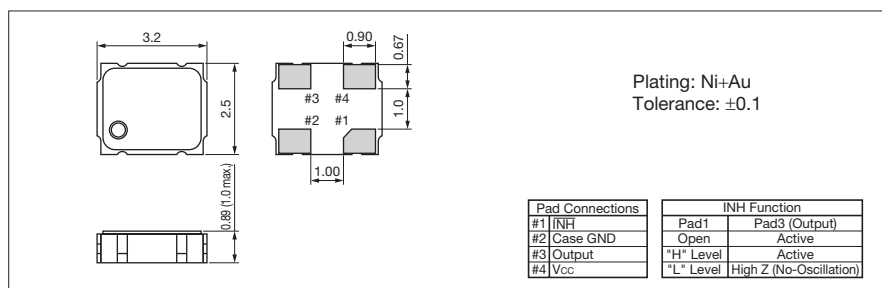 3.2
2.5
0.89 (1.0 max.)
0.90
0.67
1.0
#3 #4
#2 #1
1.00
Plating: Ni+Au
Tolerance: ±0.1
Pad Connections
#1 I̅N̅H̅
#2 Case GND
#3 Output
#4 Vcc
INH Function
Pad1 Pad3 (Output)
Open Active
"H" Level Active
"L" Level High Z (No-Oscillation)